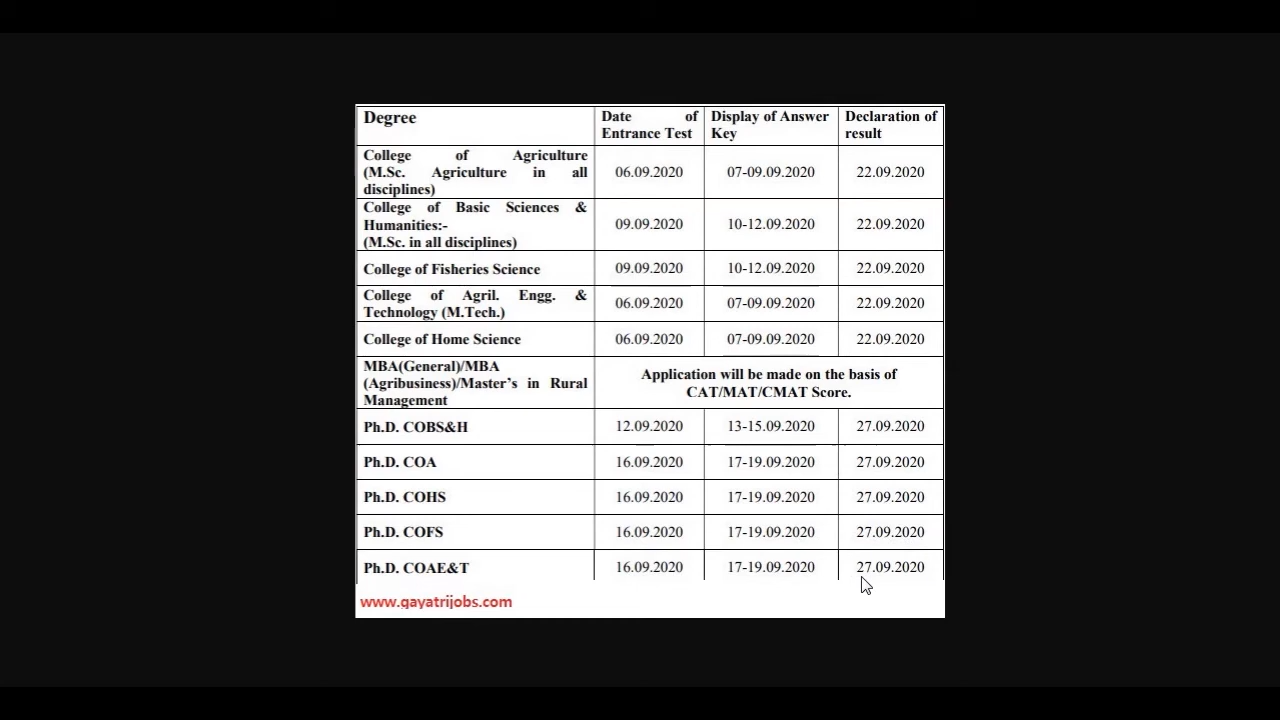 Degree
Date of
Entrance Test
Display of Answer
Key
Declaration of
result
College of Agriculture
(M.Sc. Agriculture in all
disciplines)
06.09.2020
07-09.09.2020
22.09.2020
College of Basic Sciences &
Humanities:-
(M.Sc. in all disciplines)
09.09.2020
10-12.09.2020
22.09.2020
College of Fisheries Science
09.09.2020
10-12.09.2020
22.09.2020
College of Agril. Engg. &
Technology (M.Tech.)
06.09.2020
07-09.09.2020
22.09.2020
College of Home Science
06.09.2020
07-09.09.2020
22.09.2020
MBA(General)/MBA
(Agribusiness)/Master's in Rural
Management
Application will be made on the basis of
CAT/MAT/CMAT Score.
Ph.D. COBS&H
12.09.2020
13-15.09.2020
27.09.2020
Ph.D. COA
16.09.2020
17-19.09.2020
27.09.2020
Ph.D. COHS
16.09.2020
17-19.09.2020
27.09.2020
Ph.D. COFS
16.09.2020
17-19.09.2020
27.09.2020
Ph.D. COAE&T
16.09.2020
17-19.09.2020
27.09.2020
www.gayatrijobs.com